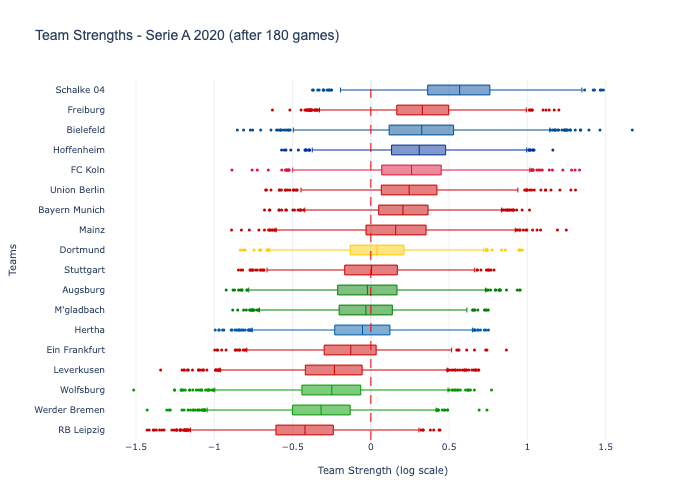 Team Strengths - Serie A 2020 (after 180 games)
Schalke 04
Freiburg
Bielefeld
Hoffenheim
FC Koln
Union Berlin
Bayern Munich
Mainz
Dortmund
Stuttgart
Augsburg
M'gladbach
Hertha
Ein Frankfurt
Leverkusen
Wolfsburg
Werder Bremen
RB Leipzig
Teams
−1.5 −1 −0.5 0 0.5 1 1.5
Team Strength (log scale)